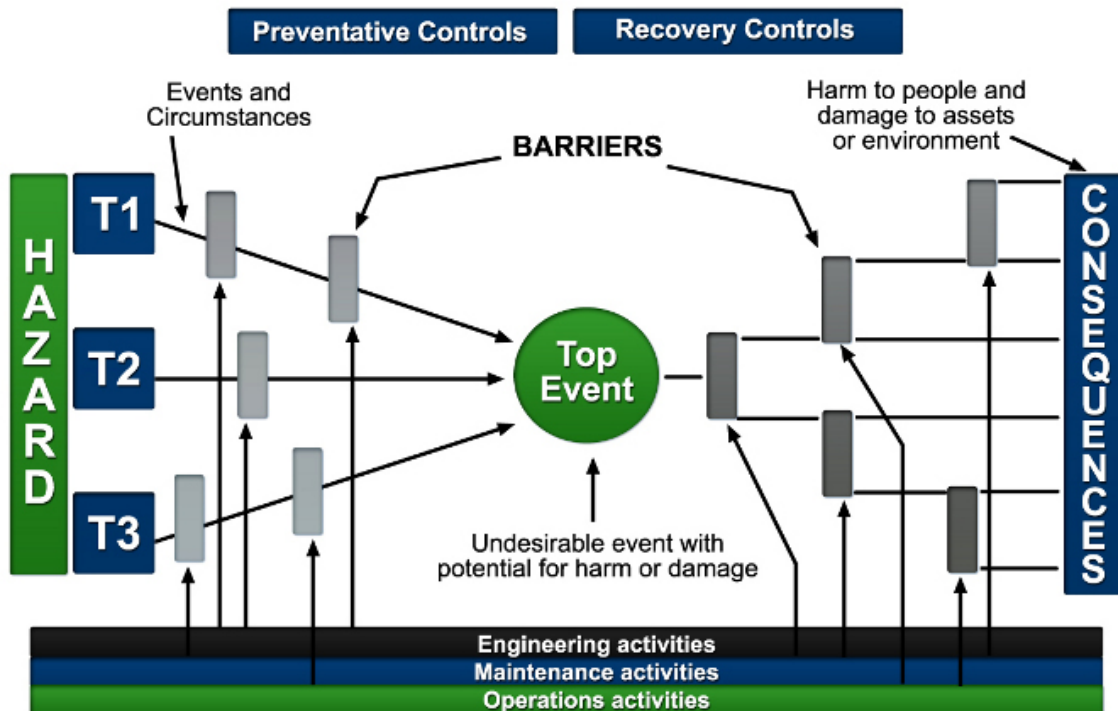 Preventative Controls
Recovery Controls
Events and
Circumstances
BARRIERS
Harm to people and
damage to assets
or environment
HAZARD
T1
T2
T3
Top
Event
CONSEQUENCES
Undesirable event with
potential for harm or damage
Engineering activities
Maintenance activities
Operations activities